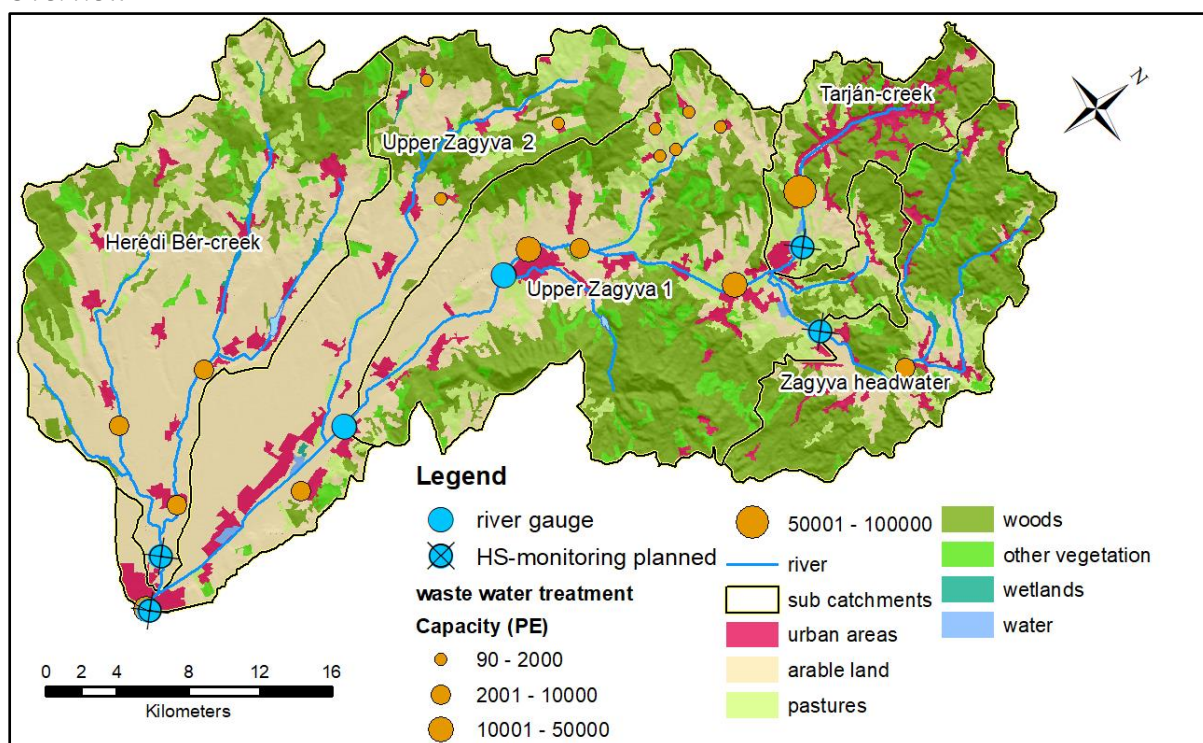 N
Tarján-creek
Upper Zagyva 2
Herédi Bér-creek
Upper Zagyva 1
Zagyva headwater
Legend
river gauge
HS-monitoring planned
waste water treatment
Capacity (PE)
90 - 2000
2001 - 10000
10001 - 50000
50001 - 100000
river
sub catchments
urban areas
arable land
pastures
woods
other vegetation
wetlands
water
0 2 4 8 12 16
Kilometers